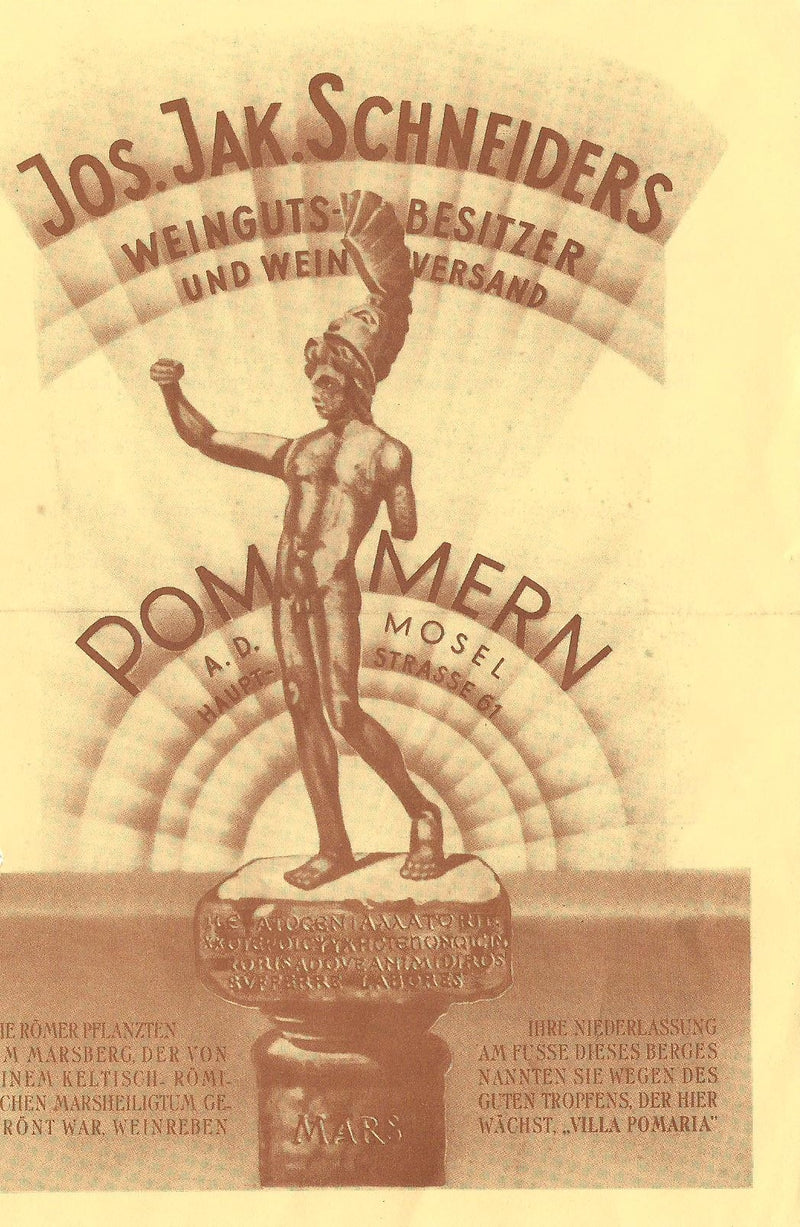 JOS. JAK. SCHNEIDERS
WEINGUTS-BESITZER
UND WEINVERSAND
POMMERN
A. D. MOSEL
HAUPT-STRASSE 61
SUFFERRE LABORES
MARS
IE RÖMER PFLANZTEN
M MARSBERG, DER VON
INEM KELTISCH- RÖMI-
CHEN MARSHEILIGTUM GE-
RÖNT WAR, WEINREBEN
IHRE NIEDERLASSUNG
AM FUSSE DIESES BERGES
NANNTEN SIE WEGEN DES
GUTEN TROPFENS, DER HIER
WÄCHST, „VILLA POMARIA"